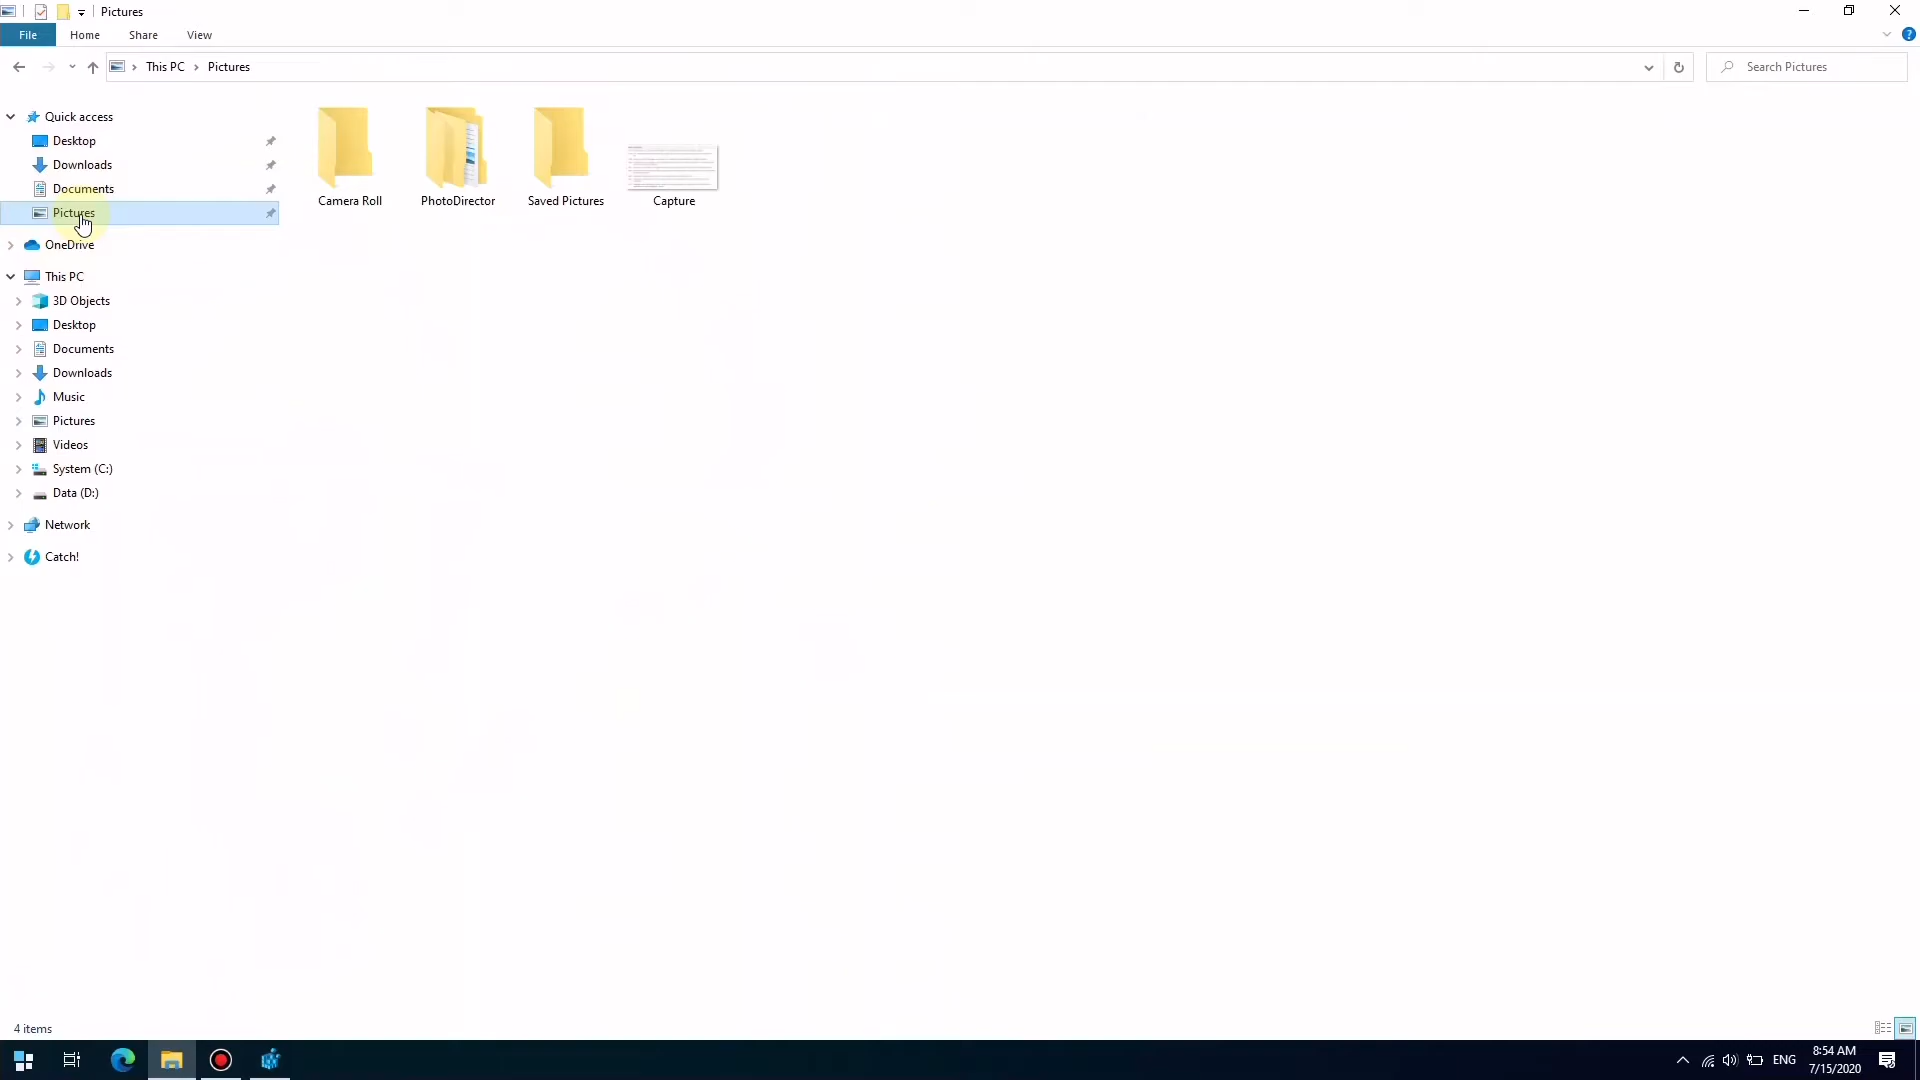 Pictures
File Home Share View
This PC Pictures
Search Pictures
Quick access
Desktop
Downloads
Documents
Pictures
OneDrive
This PC
3D Objects
Desktop
Documents
Downloads
Music
Pictures
Videos
System (C:)
Data (D:)
Network
Catch!
Camera Roll
PhotoDirector
Saved Pictures
Capture
4 items
ENG
8:54 AM
7/15/2020